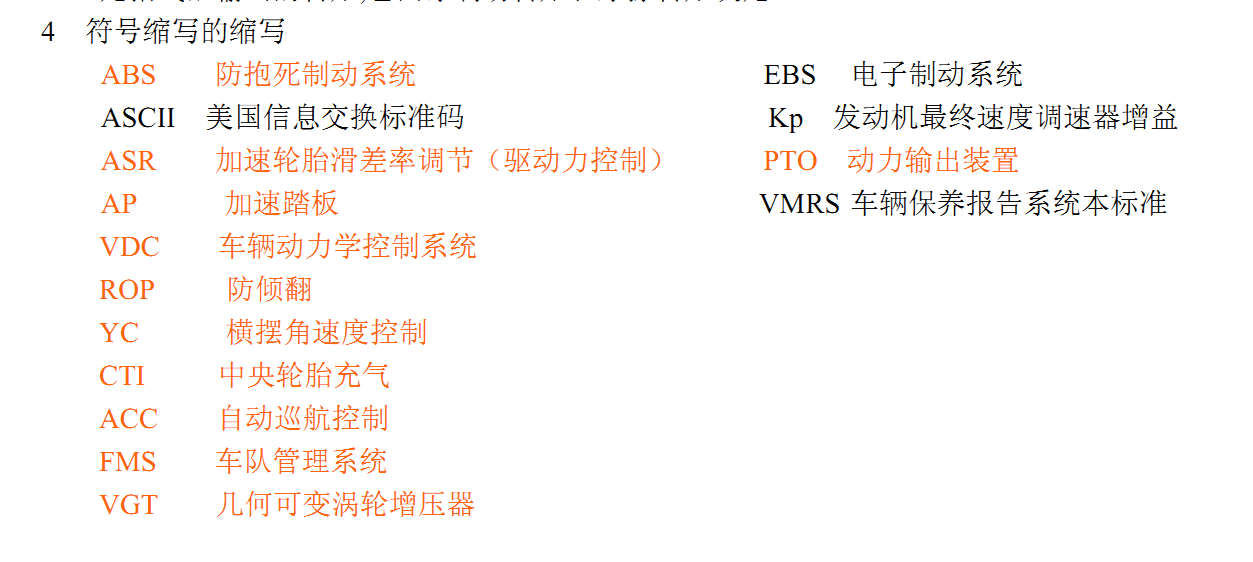 4 符号缩写的缩写
ABS 防抱死制动系统 EBS 电子制动系统
ASCII 美国信息交换标准码 Kp 发动机最终速度调速器增益
ASR 加速轮胎滑差率调节（驱动力控制） PTO 动力输出装置
AP 加速踏板 VMRS 车辆保养报告系统本标准
VDC 车辆动力学控制系统
ROP 防倾翻
YC 横摆角速度控制
CTI 中央轮胎充气
ACC 自动巡航控制
FMS 车队管理系统
VGT 几何可变涡轮增压器